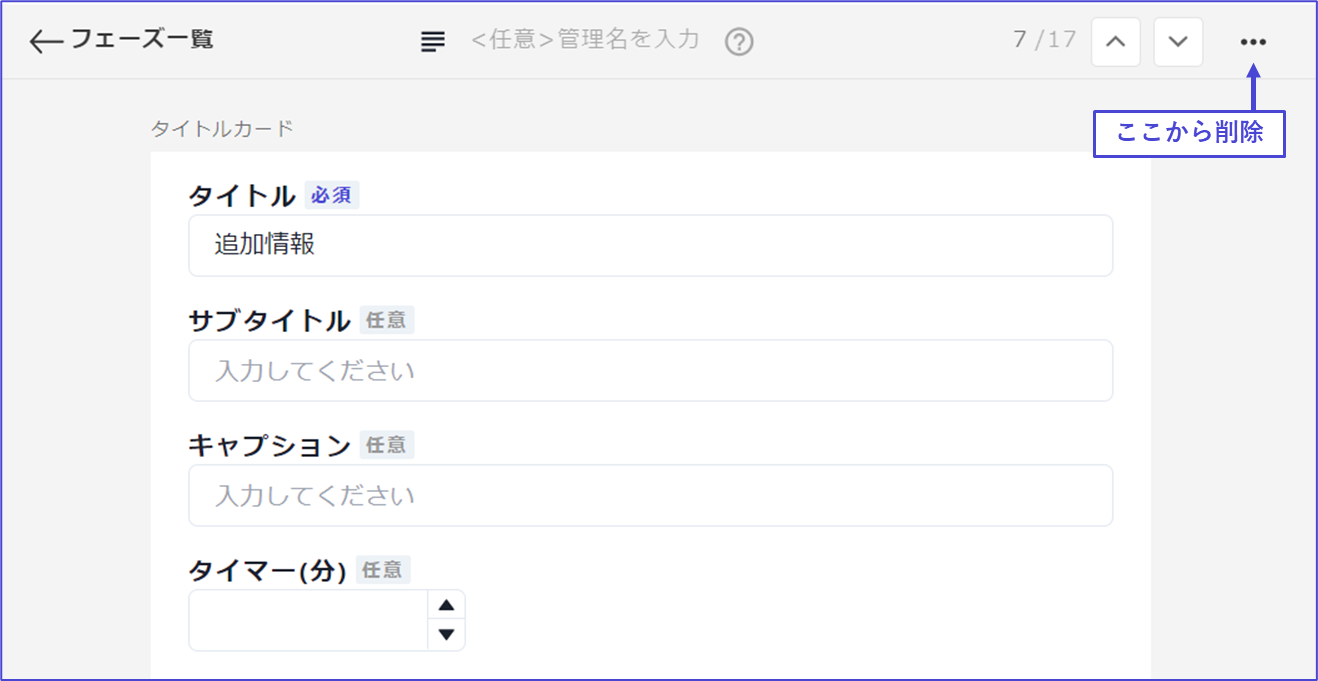 フェーズ一覧
<任意>管理名を入力 ?
7 /17
ここから削除
タイトルカード
タイトル 必須
追加情報
サブタイトル 任意
入力してください
キャプション 任意
入力してください
タイマー(分) 任意